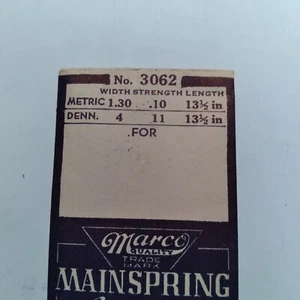 No. 3062
WIDTH STRENGTH LENGTH
METRIC 1.30 .10 13½ in
DENN. 4 11 13½ in
.FOR
Marco
QUALITY
TRADE
MARK
MAINSPRING